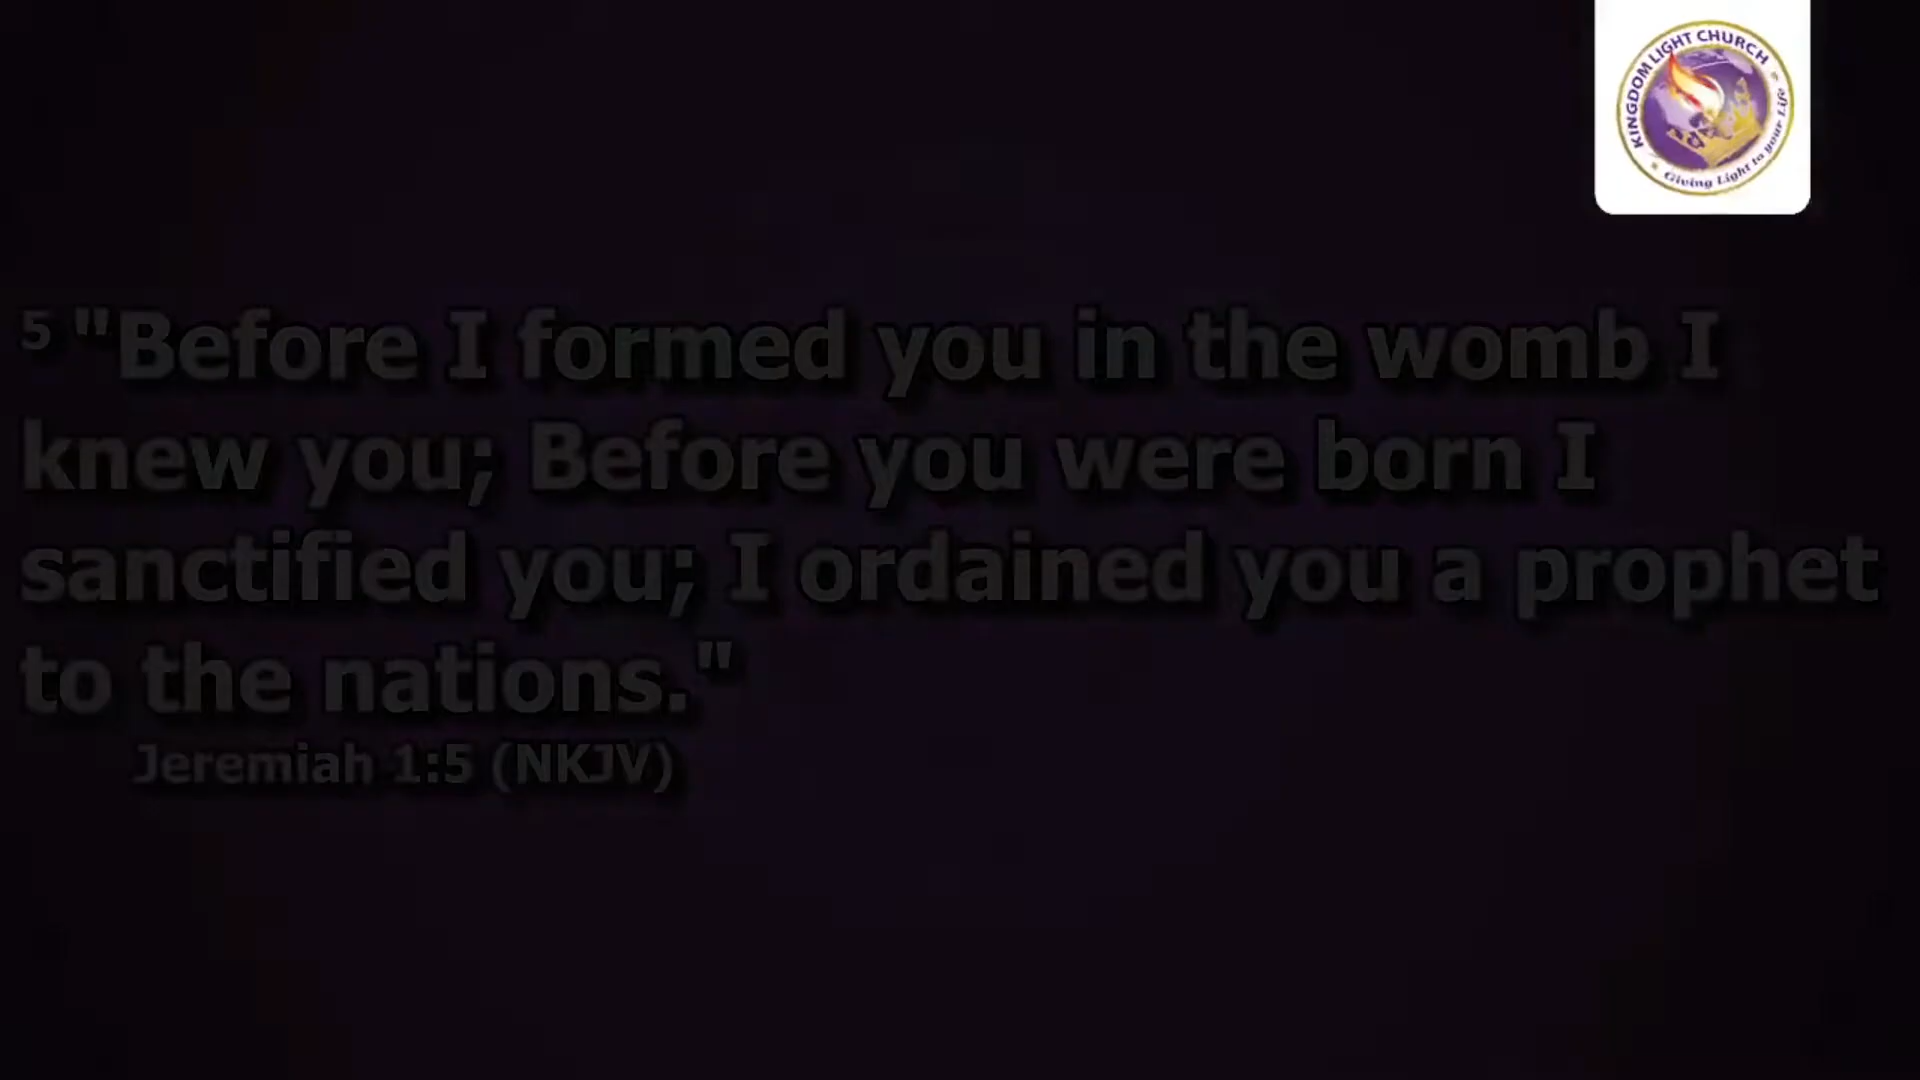 KINGDOM LIGHT CHURCH
Giving Light to your Life
5 "Before I formed you in the womb I
knew you; Before you were born I
sanctified you; I ordained you a prophet
to the nations."
Jeremiah 1:5 (NKJV)